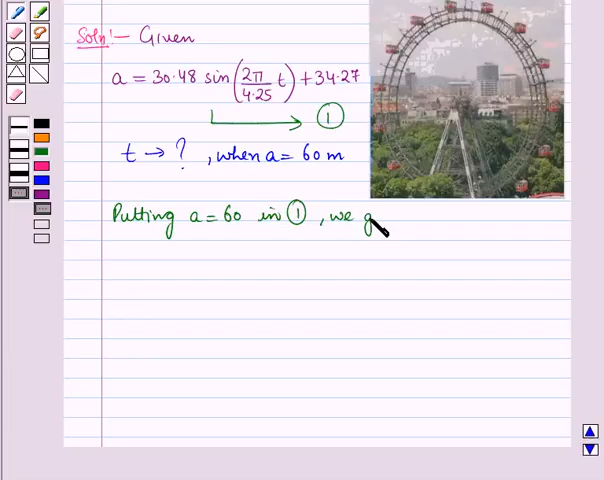 Soln:- Given
a = 30.48 sin(2π/4.25 t) + 34.27
①
t → ? , when a = 60 m
Putting a = 60 in ① , we g